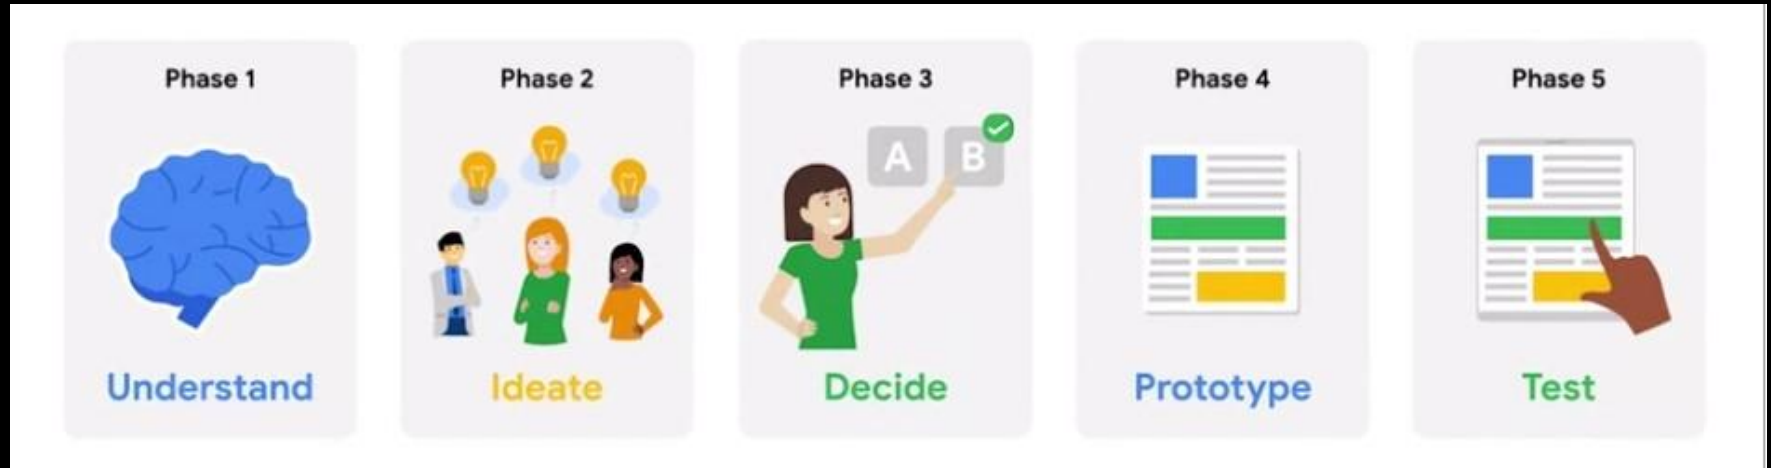 Phase 1
Understand
Phase 2
Ideate
Phase 3
A B
Decide
Phase 4
Prototype
Phase 5
Test